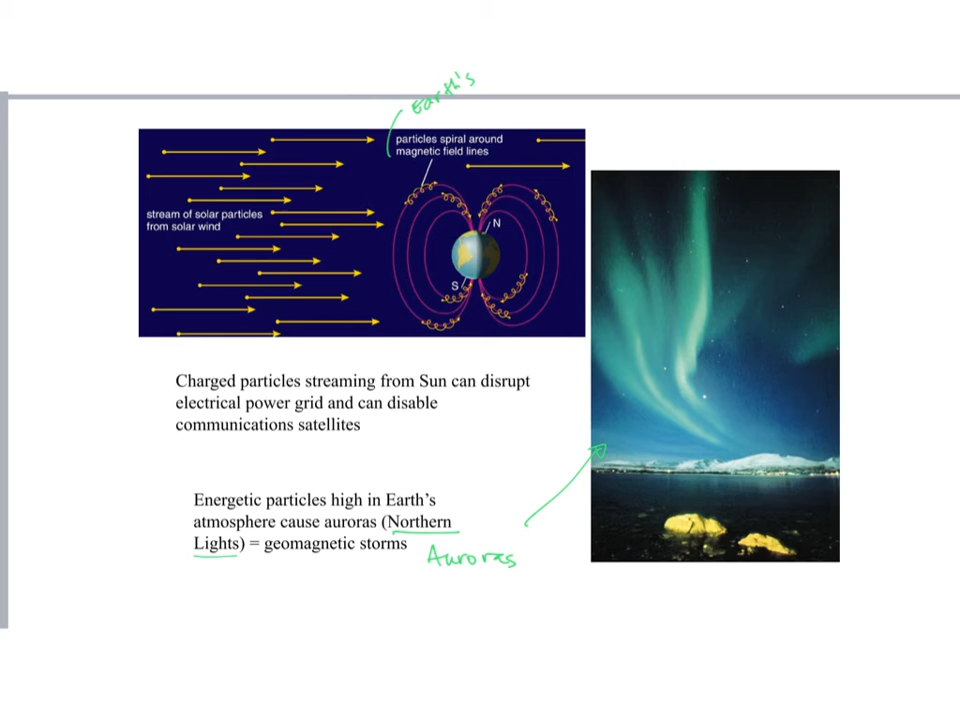 Earth's
particles spiral around
magnetic field lines
stream of solar particles
from solar wind
N
S
Charged particles streaming from Sun can disrupt
electrical power grid and can disable
communications satellites
Energetic particles high in Earth’s
atmosphere cause auroras (Northern
Lights) = geomagnetic storms
Auroras